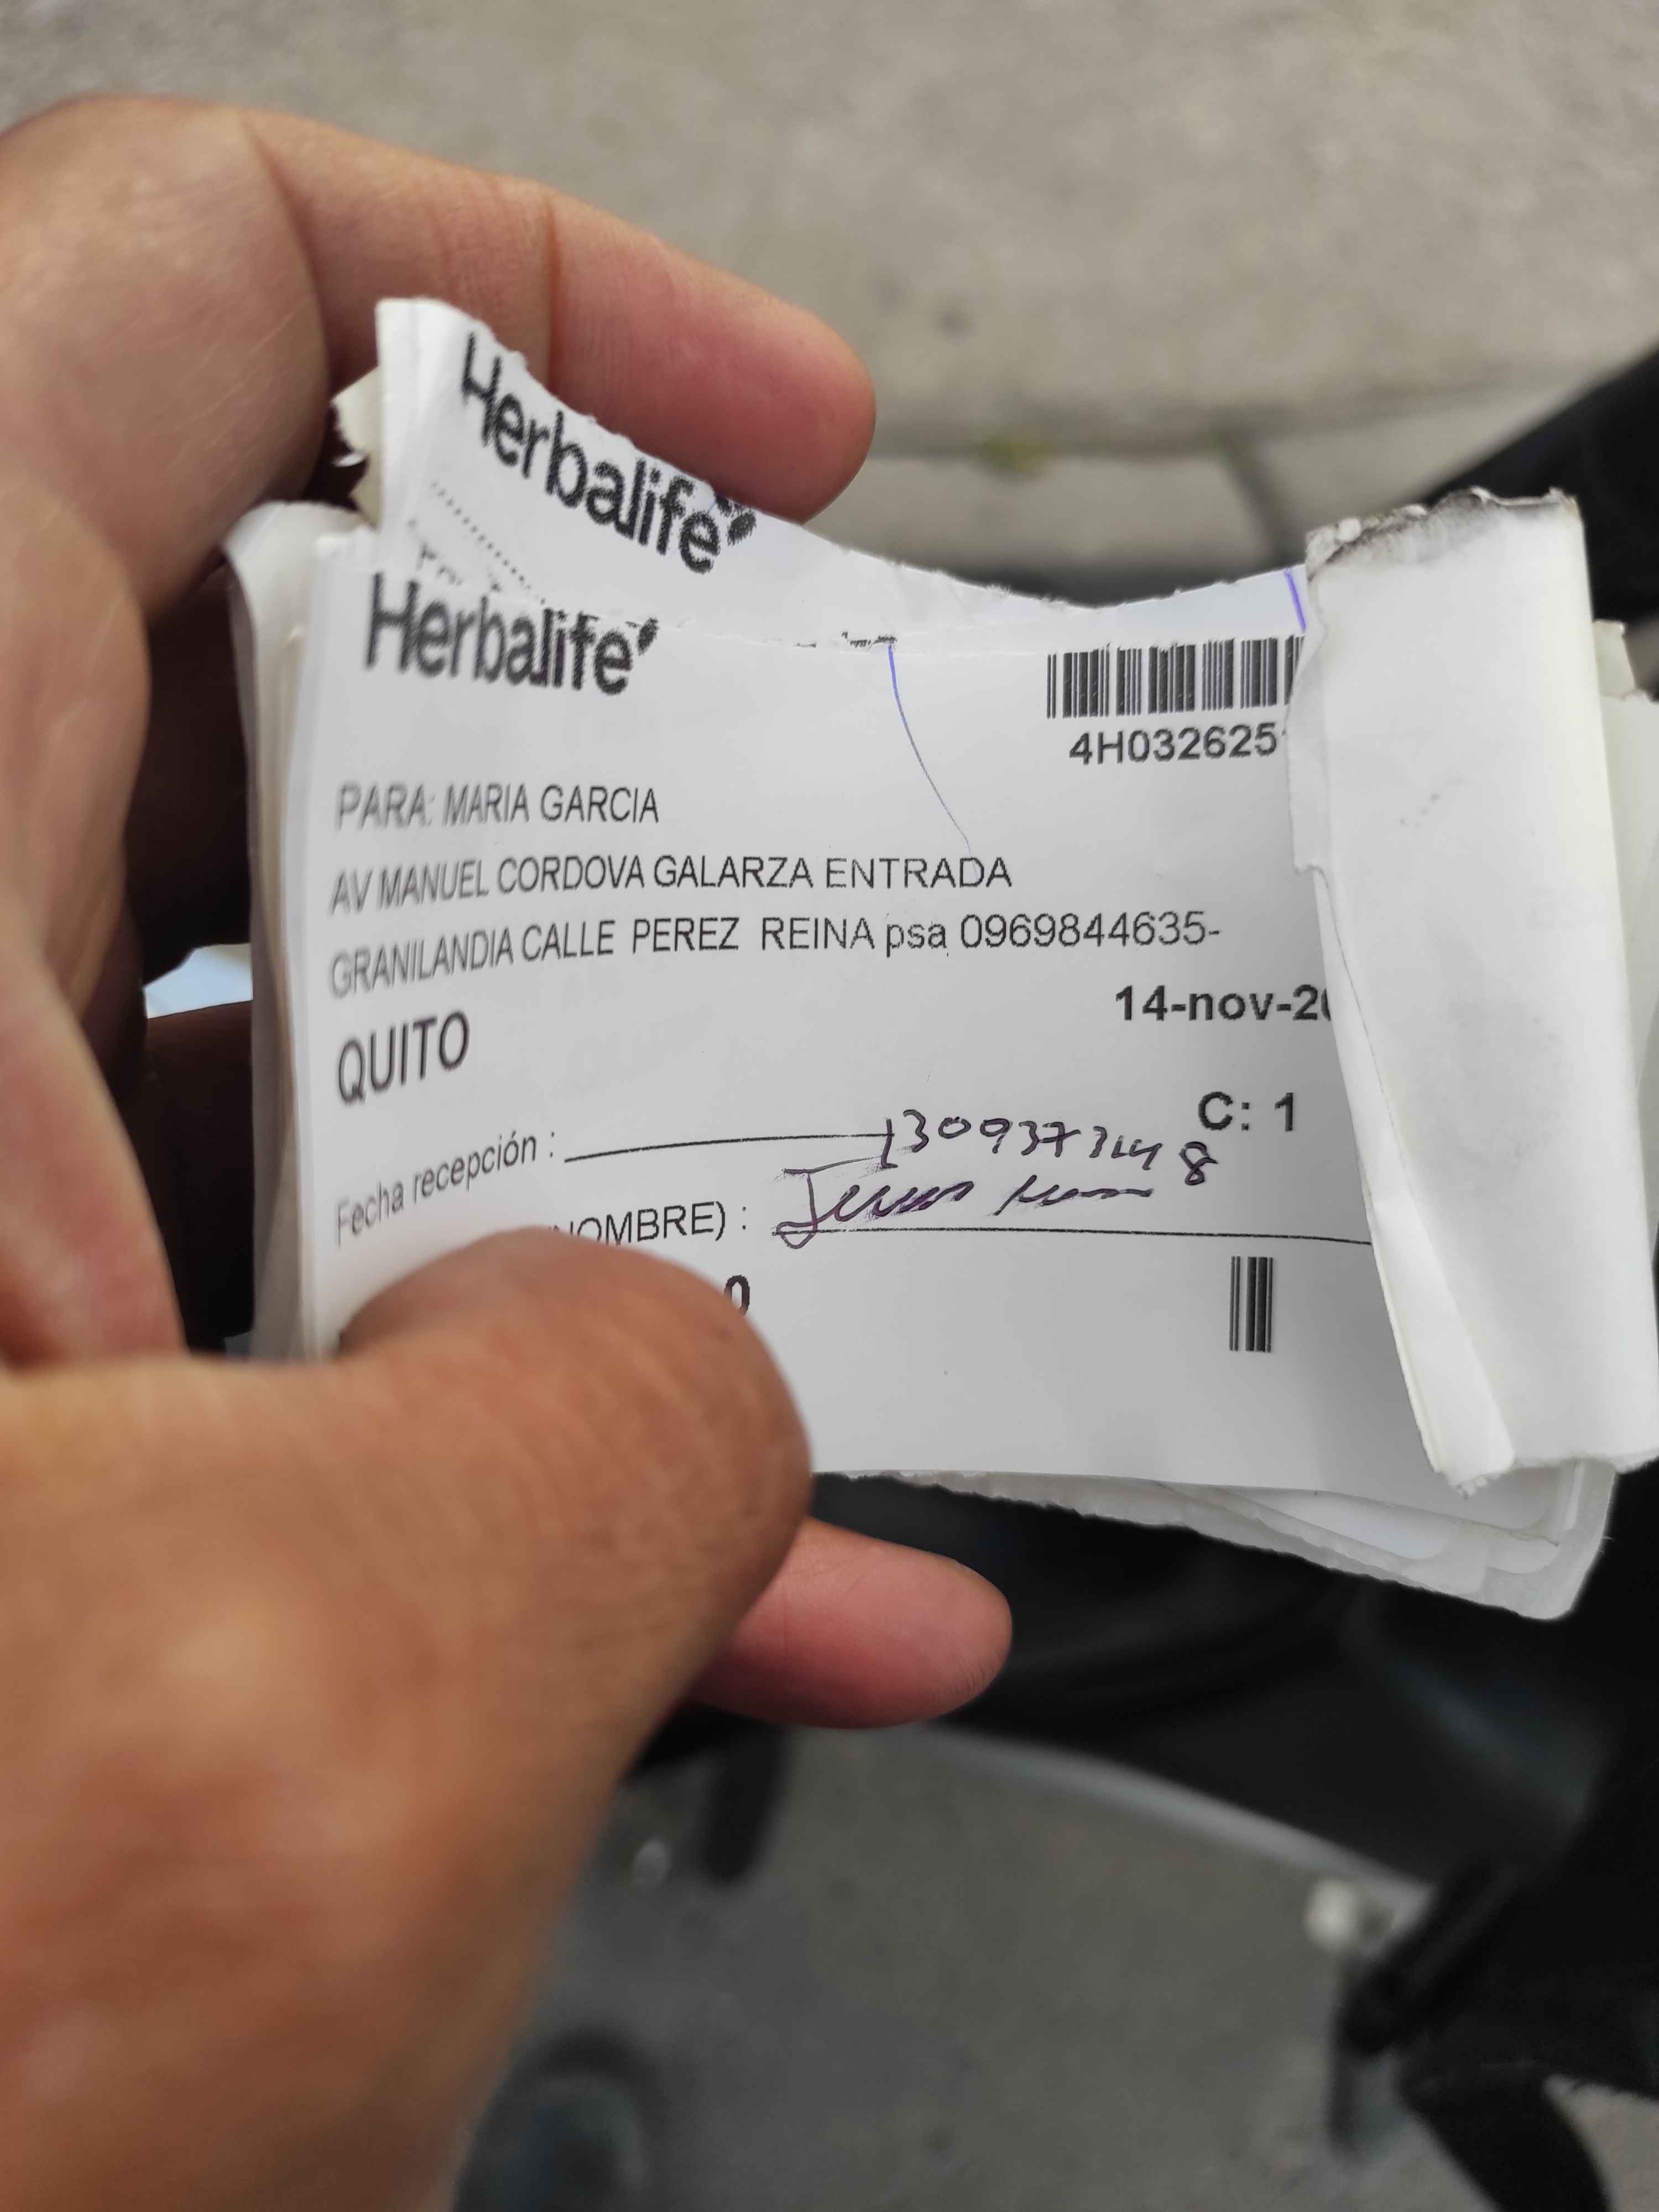 Herbalife
Herbalife
4H032625
PARA: MARIA GARCIA
AV MANUEL CORDOVA GALARZA ENTRADA
GRANILANDIA CALLE PEREZ REINA psa 0969844635-
14-nov-20
QUITO
C: 1
Fecha recepción :
NOMBRE) :
0